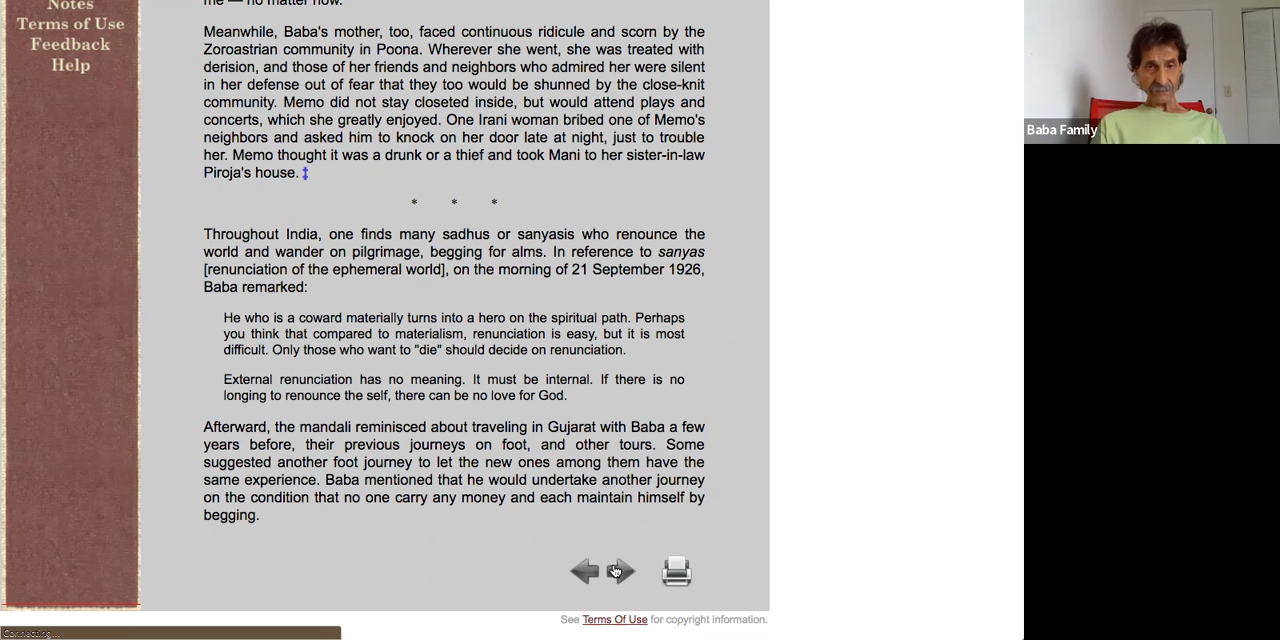 me — no matter now.
Notes
Terms of Use
Feedback
Help
Meanwhile, Baba's mother, too, faced continuous ridicule and scorn by the
Zoroastrian community in Poona. Wherever she went, she was treated with
derision, and those of her friends and neighbors who admired her were silent
in her defense out of fear that they too would be shunned by the close-knit
community. Memo did not stay closeted inside, but would attend plays and
concerts, which she greatly enjoyed. One Irani woman bribed one of Memo's
neighbors and asked him to knock on her door late at night, just to trouble
her. Memo thought it was a drunk or a thief and took Mani to her sister-in-law
Piroja's house.
* * *
Throughout India, one finds many sadhus or sanyasis who renounce the
world and wander on pilgrimage, begging for alms. In reference to sanyas
[renunciation of the ephemeral world], on the morning of 21 September 1926,
Baba remarked:
He who is a coward materially turns into a hero on the spiritual path. Perhaps
you think that compared to materialism, renunciation is easy, but it is most
difficult. Only those who want to "die" should decide on renunciation.
External renunciation has no meaning. It must be internal. If there is no
longing to renounce the self, there can be no love for God.
Afterward, the mandali reminisced about traveling in Gujarat with Baba a few
years before, their previous journeys on foot, and other tours. Some
suggested another foot journey to let the new ones among them have the
same experience. Baba mentioned that he would undertake another journey
on the condition that no one carry any money and each maintain himself by
begging.
See Terms Of Use for copyright information.
Connecting...
Baba Family